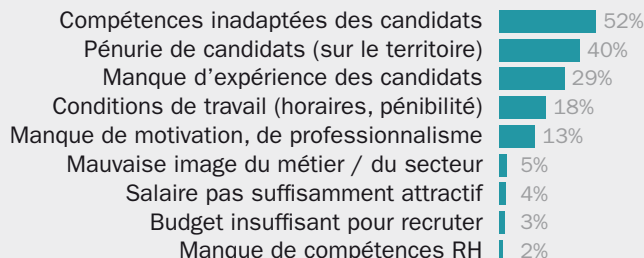 Compétences inadaptées des candidats 52%
Pénurie de candidats (sur le territoire) 40%
Manque d’expérience des candidats 29%
Conditions de travail (horaires, pénibilité) 18%
Manque de motivation, de professionnalisme 13%
Mauvaise image du métier / du secteur 5%
Salaire pas suffisamment attractif 4%
Budget insuffisant pour recruter 3%
Manque de compétences RH 2%